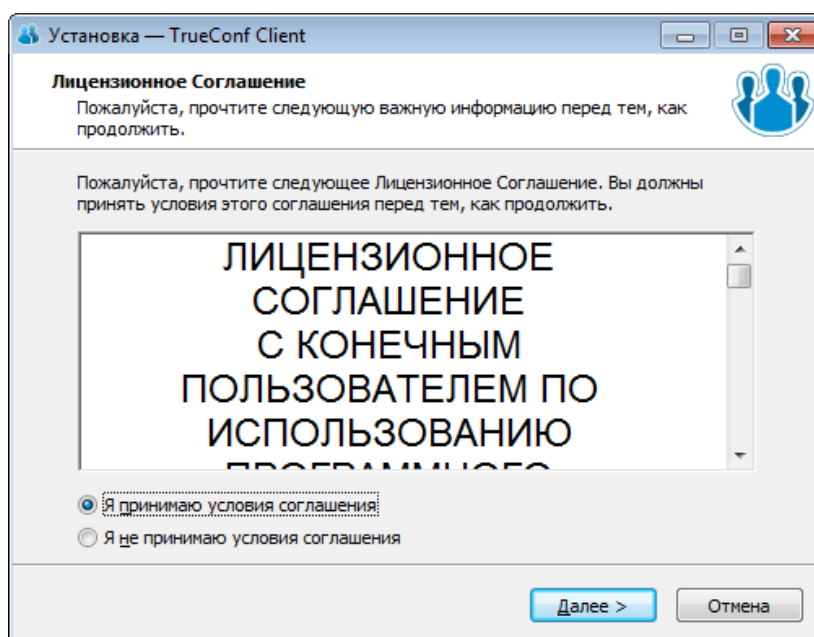 Установка — TrueConf Client
Лицензионное Соглашение
Пожалуйста, прочтите следующую важную информацию перед тем, как
продолжить.
Пожалуйста, прочтите следующее Лицензионное Соглашение. Вы должны
принять условия этого соглашения перед тем, как продолжить.
ЛИЦЕНЗИОННОЕ
СОГЛАШЕНИЕ
С КОНЕЧНЫМ
ПОЛЬЗОВАТЕЛЕМ ПО
ИСПОЛЬЗОВАНИЮ
ПРОГРАММНОГО
Я принимаю условия соглашения
Я не принимаю условия соглашения
Далее >
Отмена